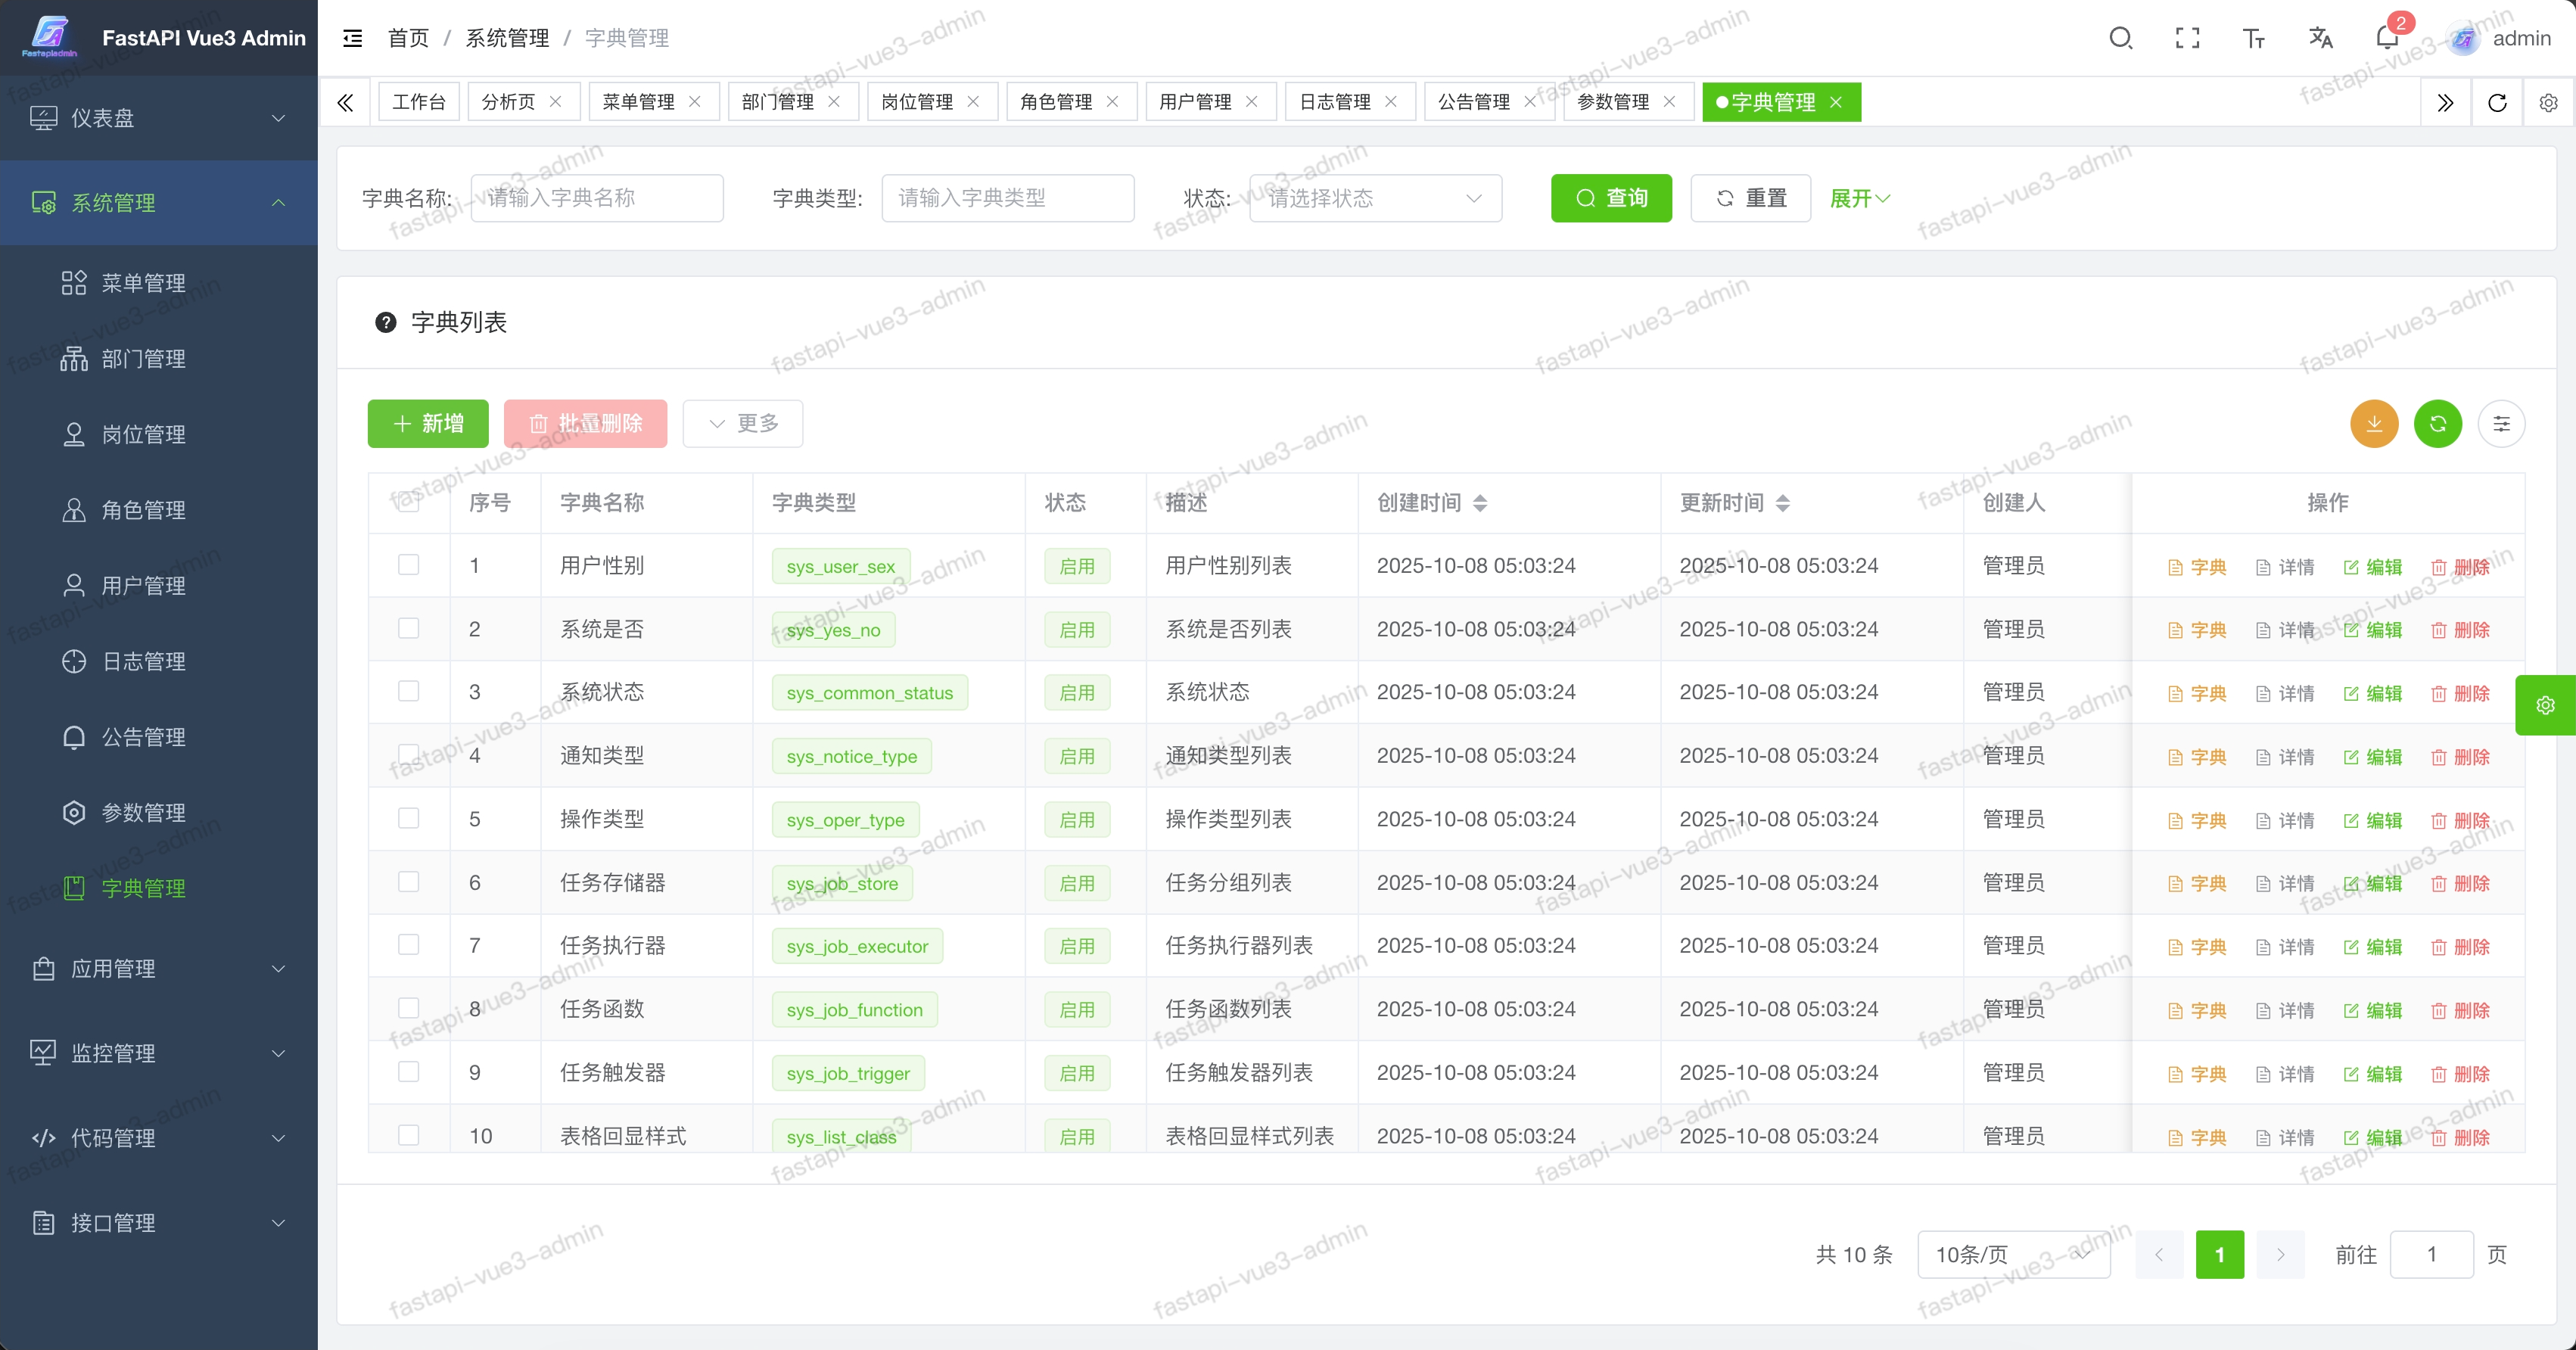 FastAPI Vue3 Admin
Fastapiadmin
首页 / 系统管理 / 字典管理
2
admin
仪表盘
系统管理
菜单管理
部门管理
岗位管理
角色管理
用户管理
日志管理
公告管理
参数管理
字典管理
应用管理
监控管理
代码管理
接口管理
工作台 分析页 菜单管理 部门管理 岗位管理 角色管理 用户管理 日志管理 公告管理 参数管理 字典管理
字典名称: 请输入字典名称 字典类型: 请输入字典类型 状态: 请选择状态 查询 重置 展开
字典列表
新增 批量删除 更多
序号 字典名称 字典类型 状态 描述 创建时间 更新时间 创建人 操作
1 用户性别 sys_user_sex 启用 用户性别列表 2025-10-08 05:03:24 2025-10-08 05:03:24 管理员 字典 详情 编辑 删除
2 系统是否 sys_yes_no 启用 系统是否列表 2025-10-08 05:03:24 2025-10-08 05:03:24 管理员 字典 详情 编辑 删除
3 系统状态 sys_common_status 启用 系统状态 2025-10-08 05:03:24 2025-10-08 05:03:24 管理员 字典 详情 编辑 删除
4 通知类型 sys_notice_type 启用 通知类型列表 2025-10-08 05:03:24 2025-10-08 05:03:24 管理员 字典 详情 编辑 删除
5 操作类型 sys_oper_type 启用 操作类型列表 2025-10-08 05:03:24 2025-10-08 05:03:24 管理员 字典 详情 编辑 删除
6 任务存储器 sys_job_store 启用 任务分组列表 2025-10-08 05:03:24 2025-10-08 05:03:24 管理员 字典 详情 编辑 删除
7 任务执行器 sys_job_executor 启用 任务执行器列表 2025-10-08 05:03:24 2025-10-08 05:03:24 管理员 字典 详情 编辑 删除
8 任务函数 sys_job_function 启用 任务函数列表 2025-10-08 05:03:24 2025-10-08 05:03:24 管理员 字典 详情 编辑 删除
9 任务触发器 sys_job_trigger 启用 任务触发器列表 2025-10-08 05:03:24 2025-10-08 05:03:24 管理员 字典 详情 编辑 删除
10 表格回显样式 sys_list_class 启用 表格回显样式列表 2025-10-08 05:03:24 2025-10-08 05:03:24 管理员 字典 详情 编辑 删除
共 10 条 10条/页 1 前往 1 页
fastapi-vue3-admin